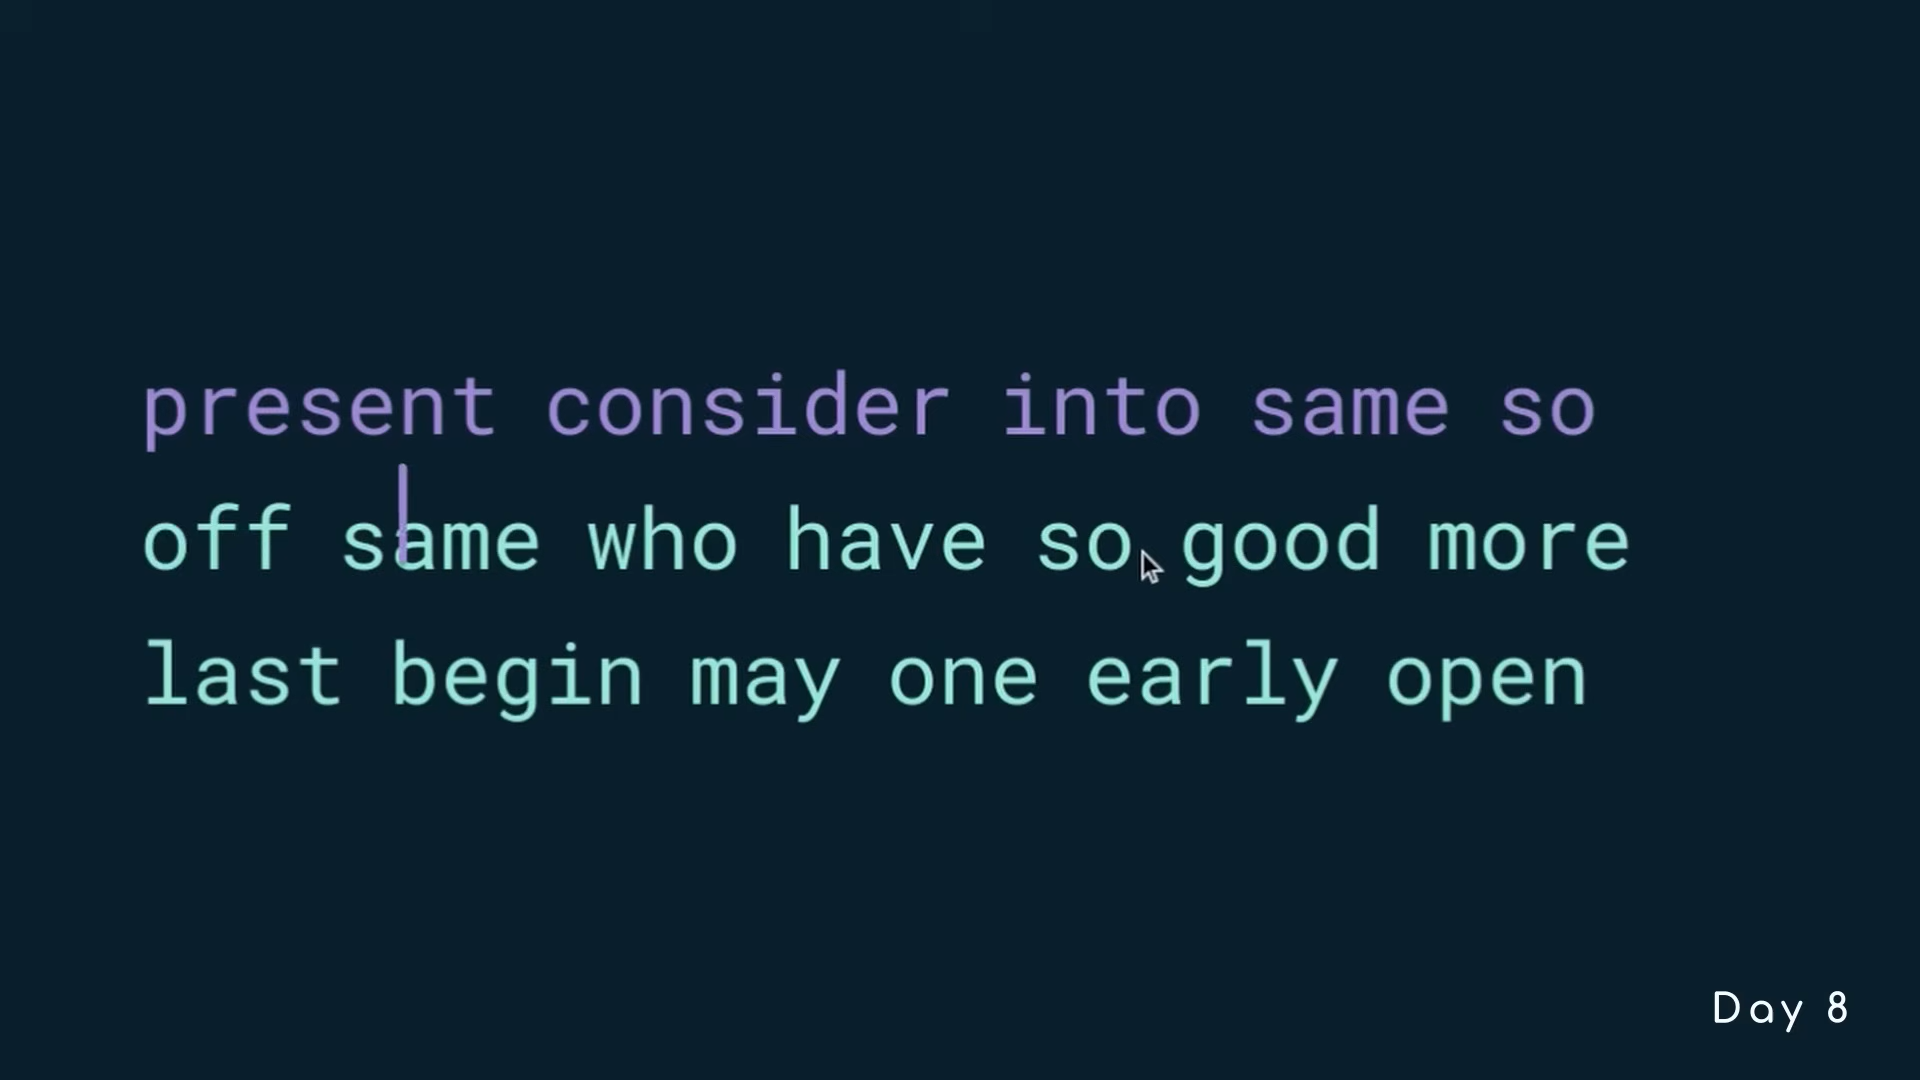 present consider into same so
off same who have so good more
last begin may one early open
Day 8